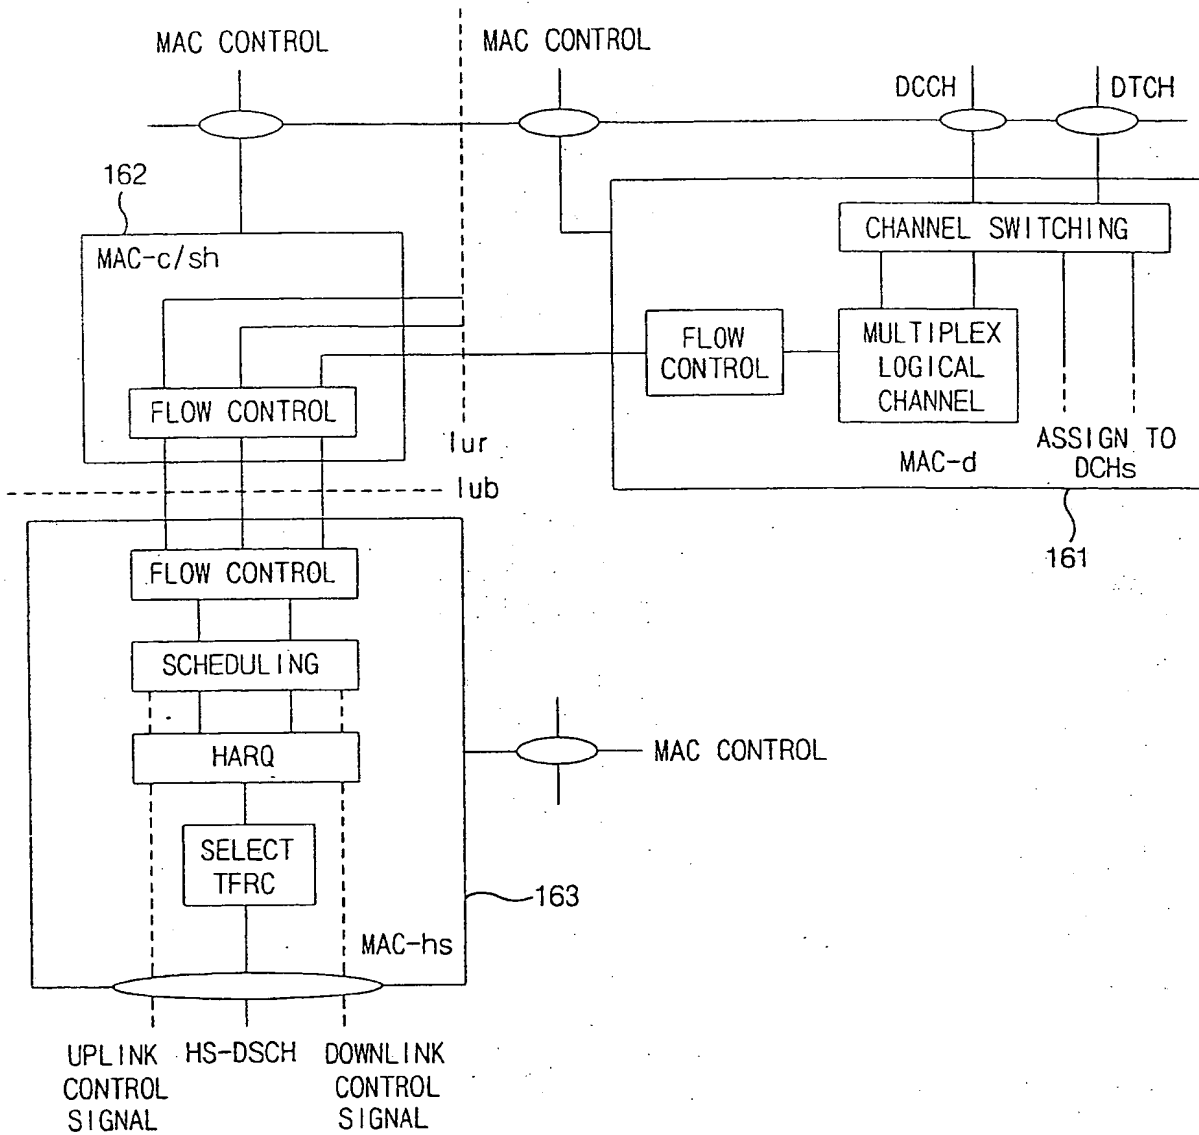 MAC CONTROL
MAC CONTROL
DCCH
DTCH
162
MAC-c/sh
CHANNEL SWITCHING
FLOW
CONTROL
MULTIPLEX
LOGICAL
CHANNEL
FLOW CONTROL
Iur
ASSIGN TO
DCHs
MAC-d
Iub
161
FLOW CONTROL
SCHEDULING
HARQ
MAC CONTROL
SELECT
TFRC
163
MAC-hs
UPLINK
CONTROL
SIGNAL
HS-DSCH
DOWNLINK
CONTROL
SIGNAL